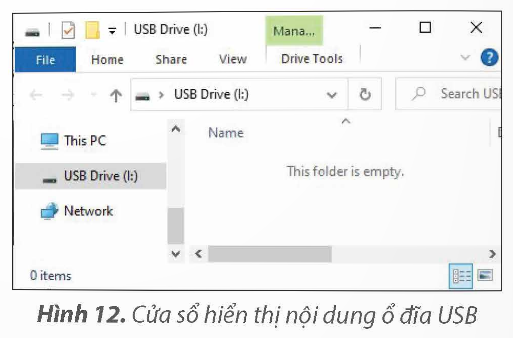 USB Drive (I:) Mana...
File Home Share View Drive Tools
USB Drive (I:) Search USB
This PC
USB Drive (I:)
Network
Name
This folder is empty.
0 items
Hình 12. Cửa sổ hiển thị nội dung ổ đĩa USB